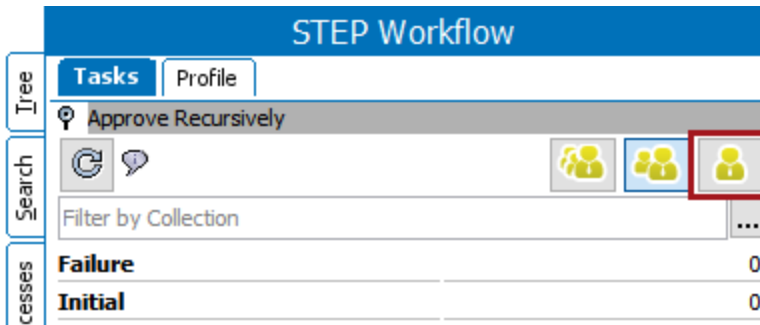 STEP Workflow
Tree
Search
cesses
Tasks Profile
Approve Recursively
Filter by Collection ...
Failure 0
Initial 0